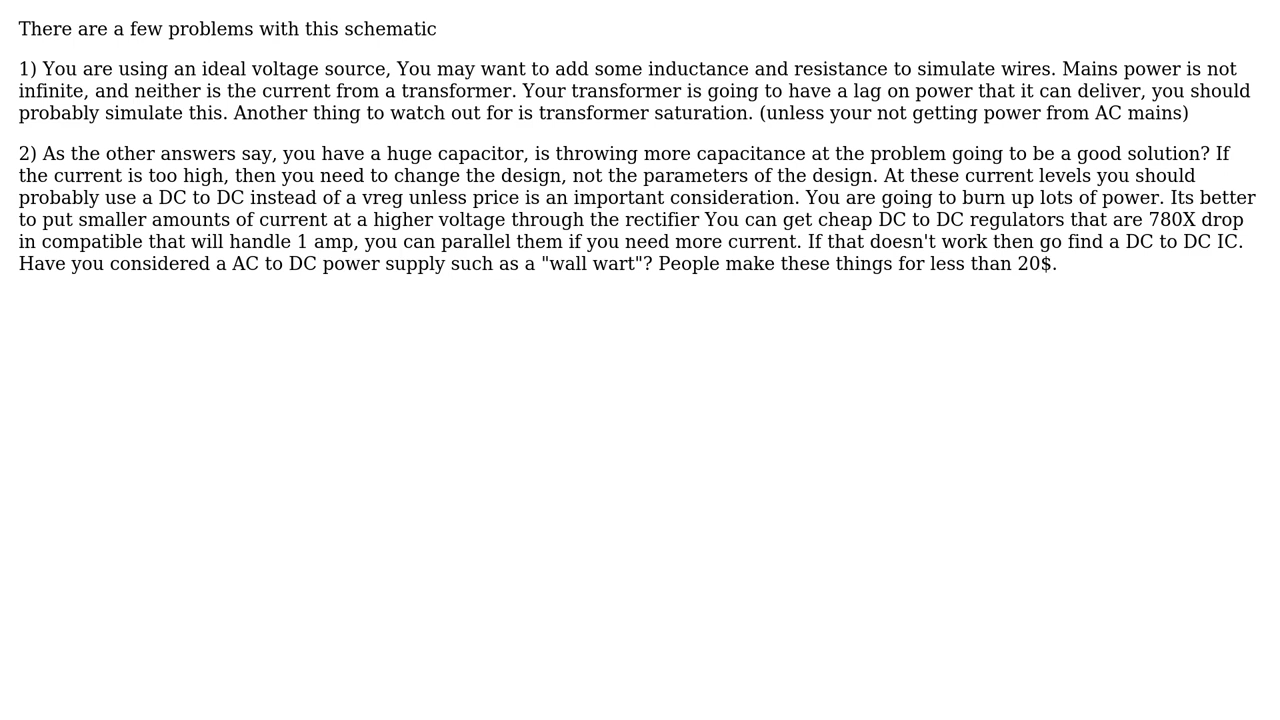 There are a few problems with this schematic
1) You are using an ideal voltage source, You may want to add some inductance and resistance to simulate wires. Mains power is not
infinite, and neither is the current from a transformer. Your transformer is going to have a lag on power that it can deliver, you should
probably simulate this. Another thing to watch out for is transformer saturation. (unless your not getting power from AC mains)
2) As the other answers say, you have a huge capacitor, is throwing more capacitance at the problem going to be a good solution? If
the current is too high, then you need to change the design, not the parameters of the design. At these current levels you should
probably use a DC to DC instead of a vreg unless price is an important consideration. You are going to burn up lots of power. Its better
to put smaller amounts of current at a higher voltage through the rectifier You can get cheap DC to DC regulators that are 780X drop
in compatible that will handle 1 amp, you can parallel them if you need more current. If that doesn't work then go find a DC to DC IC.
Have you considered a AC to DC power supply such as a "wall wart"? People make these things for less than 20$.